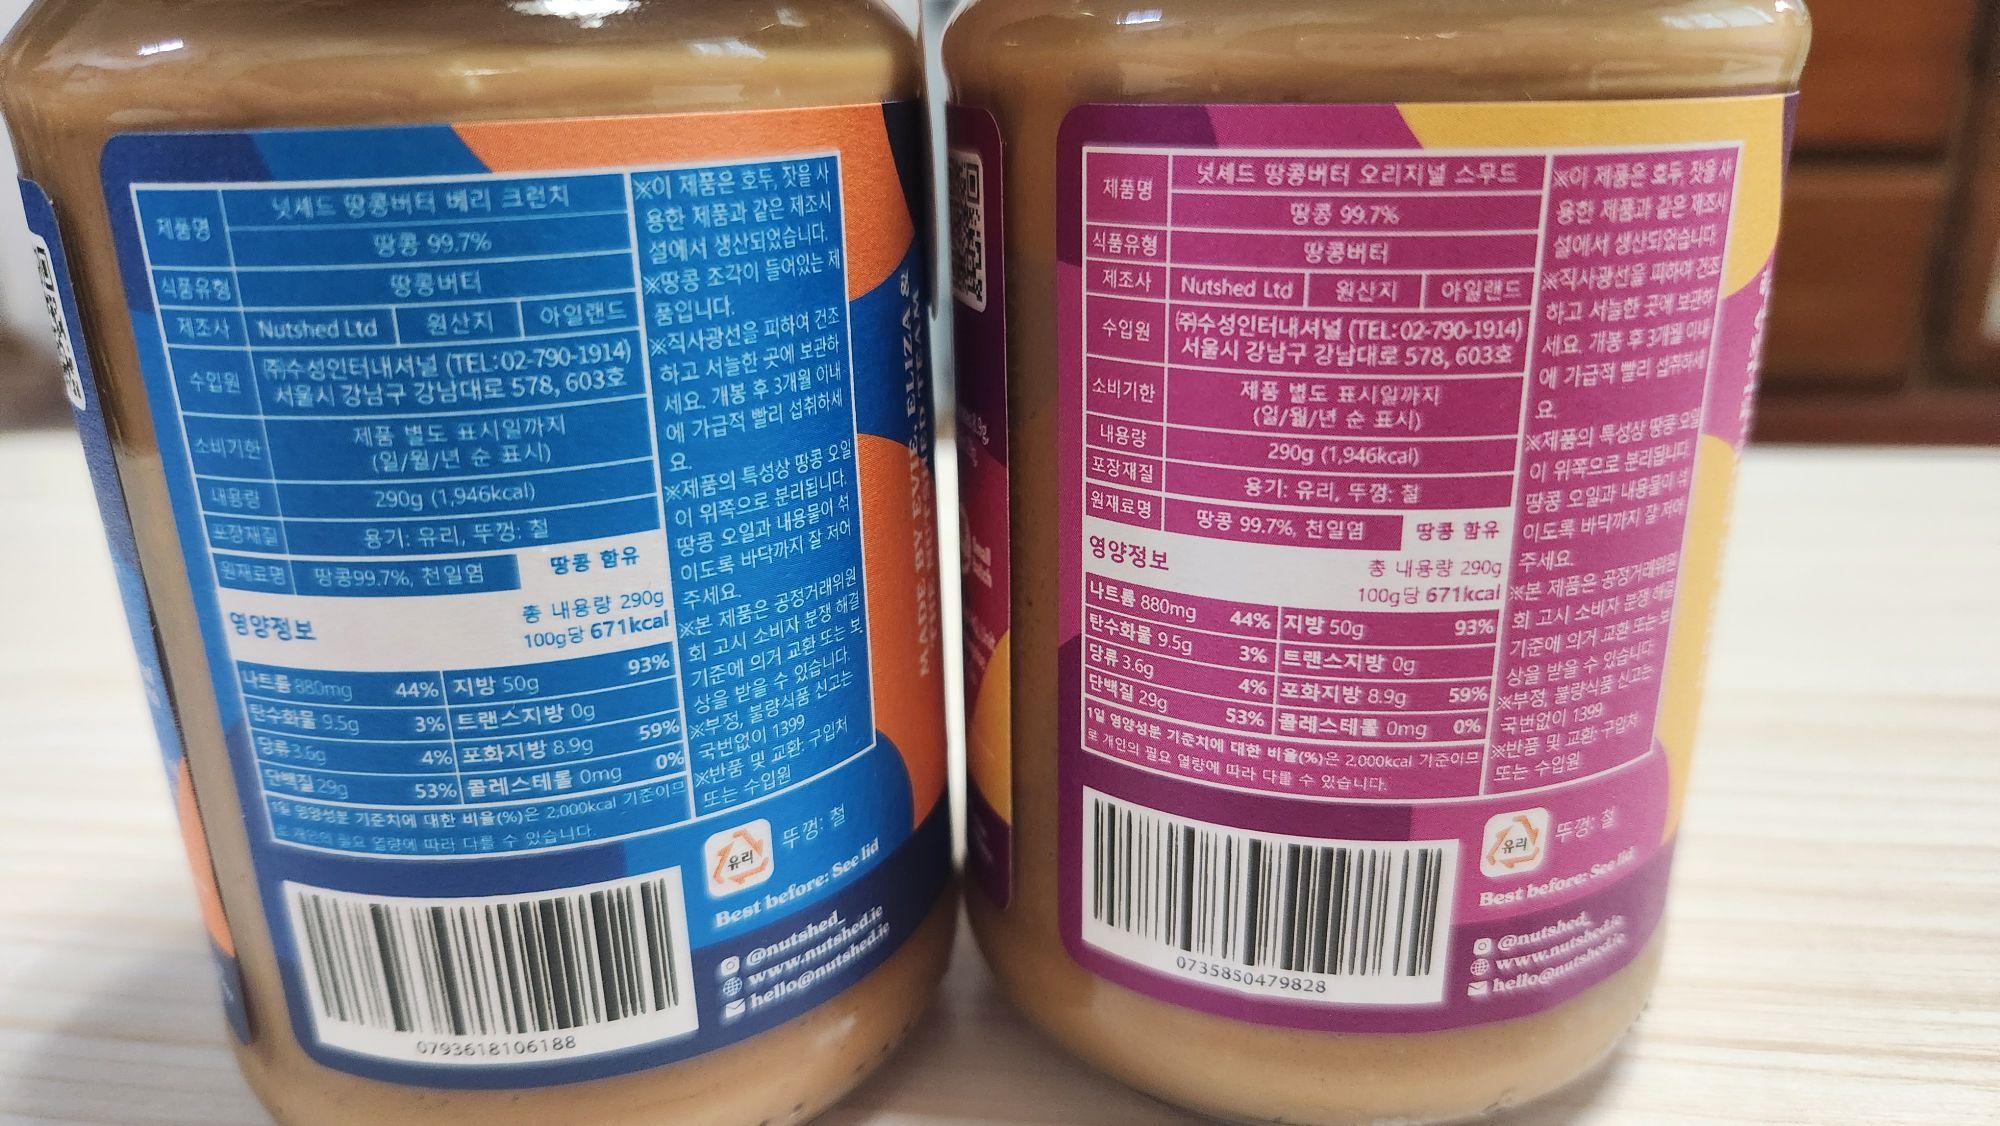 제품명
넛셰드 땅콩버터 베리 크런치
땅콩 99.7%
식품유형
땅콩버터
제조사
Nutshed Ltd
원산지
아일랜드
수입원
㈜수성인터내셔널 (TEL:02-790-1914)
서울시 강남구 강남대로 578, 603호
소비기한
제품 별도 표시일까지
(일/월/년 순 표시)
내용량
290g (1,946kcal)
포장재질
용기: 유리, 뚜껑: 철
원재료명
땅콩99.7%, 천일염
땅콩 함유
영양정보
총 내용량 290g
100g당 671kcal
나트륨 880mg 44%
지방 50g 93%
탄수화물 9.5g 3%
트랜스지방 0g
당류 3.6g 4%
포화지방 8.9g 59%
단백질 29g 53%
콜레스테롤 0mg 0%
1일 영양성분 기준치에 대한 비율(%)은 2,000kcal 기준이므
로 개인의 필요 열량에 따라 다를 수 있습니다.
※이 제품은 호두, 잣을 사
용한 제품과 같은 제조시
설에서 생산되었습니다.
※땅콩 조각이 들어있는 제
품입니다.
※직사광선을 피하여 건조
하고 서늘한 곳에 보관하
세요. 개봉 후 3개월 이내
에 가급적 빨리 섭취하세
요.
※제품의 특성상 땅콩 오일
이 위쪽으로 분리됩니다.
땅콩 오일과 내용물이 섞
이도록 바닥까지 잘 저어
주세요.
※본 제품은 공정거래위원
회 고시 소비자 분쟁 해결
기준에 의거 교환 또는 보
상을 받을 수 있습니다.
※부정, 불량식품 신고는
국번없이 1399
※반품 및 교환: 구입처
또는 수입원
0793618106188
유리
뚜껑: 철
Best before: See lid
@nutshed_
www.nutshed.ie
hello@nutshed.ie
MADE BY EVIE, ELIZA &
제품명
넛셰드 땅콩버터 오리지널 스무드
땅콩 99.7%
식품유형
땅콩버터
제조사
Nutshed Ltd
원산지
아일랜드
수입원
㈜수성인터내셔널 (TEL:02-790-1914)
서울시 강남구 강남대로 578, 603호
소비기한
제품 별도 표시일까지
(일/월/년 순 표시)
내용량
290g (1,946kcal)
포장재질
용기: 유리, 뚜껑: 철
원재료명
땅콩 99.7%, 천일염
땅콩 함유
영양정보
총 내용량 290g
100g당 671kcal
나트륨 880mg 44%
지방 50g 93%
탄수화물 9.5g 3%
트랜스지방 0g
당류 3.6g 4%
포화지방 8.9g 59%
단백질 29g 53%
콜레스테롤 0mg 0%
1일 영양성분 기준치에 대한 비율(%)은 2,000kcal 기준이므
로 개인의 필요 열량에 따라 다를 수 있습니다.
※이 제품은 호두, 잣을 사
용한 제품과 같은 제조시
설에서 생산되었습니다.
※직사광선을 피하여 건조
하고 서늘한 곳에 보관하
세요. 개봉 후 3개월 이내
에 가급적 빨리 섭취하세
요.
※제품의 특성상 땅콩 오일
이 위쪽으로 분리됩니다.
땅콩 오일과 내용물이 섞
이도록 바닥까지 잘 저어
주세요.
※본 제품은 공정거래위원
회 고시 소비자 분쟁 해결
기준에 의거 교환 또는 보
상을 받을 수 있습니다.
※부정, 불량식품 신고는
국번없이 1399
※반품 및 교환: 구입처
또는 수입원
0735850479828
유리
뚜껑: 철
Best before: See lid
@nutshed_
www.nutshed.ie
hello@nutshed.ie